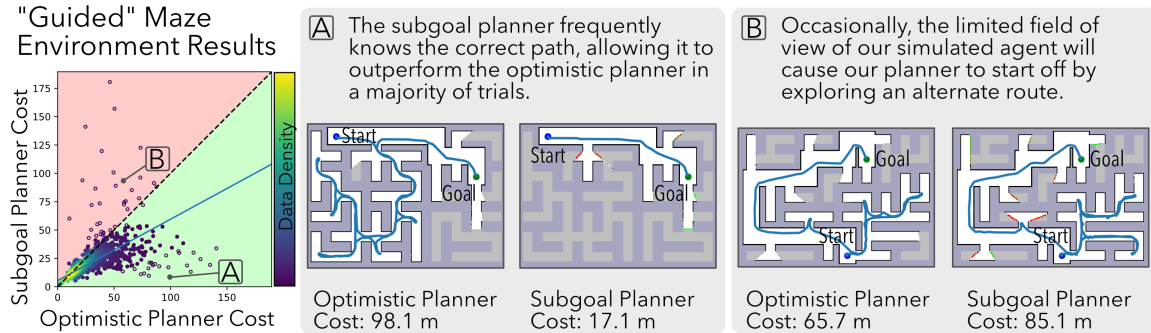 "Guided" Maze
Environment Results
Subgoal Planner Cost
175
150
125
100
75
50
25
0
0
50
100
150
Optimistic Planner Cost
B
A
Data Density
A
The subgoal planner frequently
knows the correct path, allowing it to
outperform the optimistic planner in
a majority of trials.
Start
Goal
Start
Goal
Optimistic Planner
Cost: 98.1 m
Subgoal Planner
Cost: 17.1 m
B
Occasionally, the limited field of
view of our simulated agent will
cause our planner to start off by
exploring an alternate route.
Goal
Start
Goal
Start
Optimistic Planner
Cost: 65.7 m
Subgoal Planner
Cost: 85.1 m